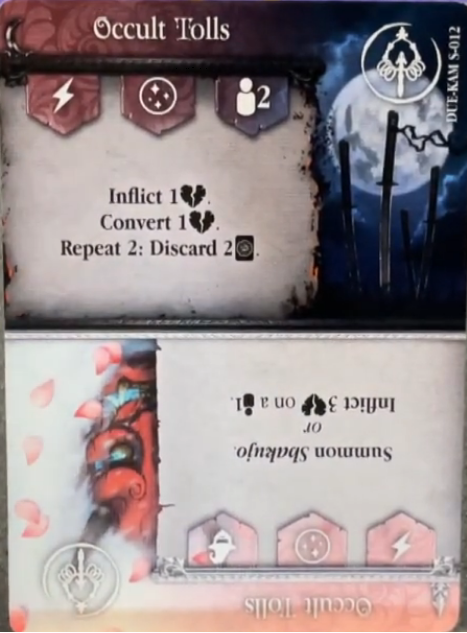 Occult Tolls
DUE-KAM S-012
2
Inflict 1.
Convert 1.
Repeat 2: Discard 2.
Occult Tolls
Summon Shakujo.
or
Inflict 3 on a 1.